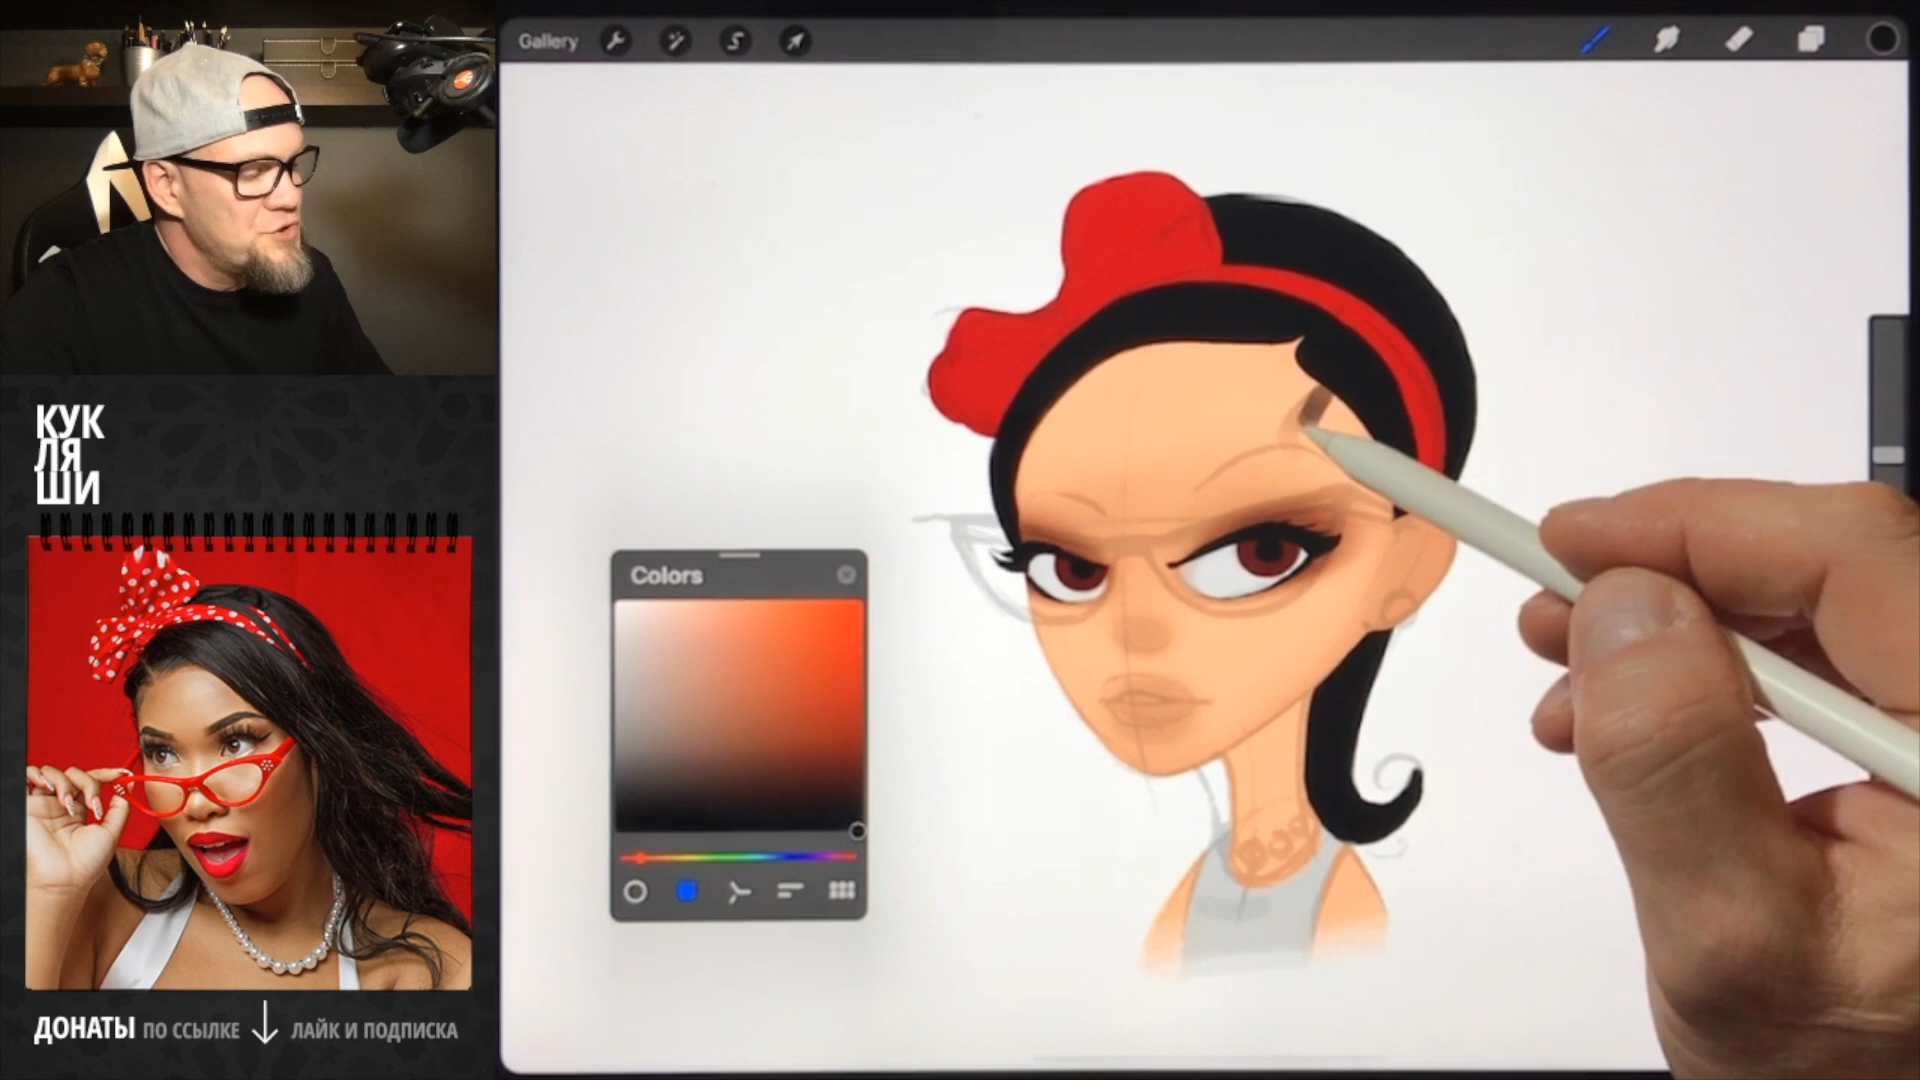 Gallery
КУК
ЛЯ
ШИ
Colors
ДОНАТЫ ПО ССЫЛКЕ ЛАЙК И ПОДПИСКА